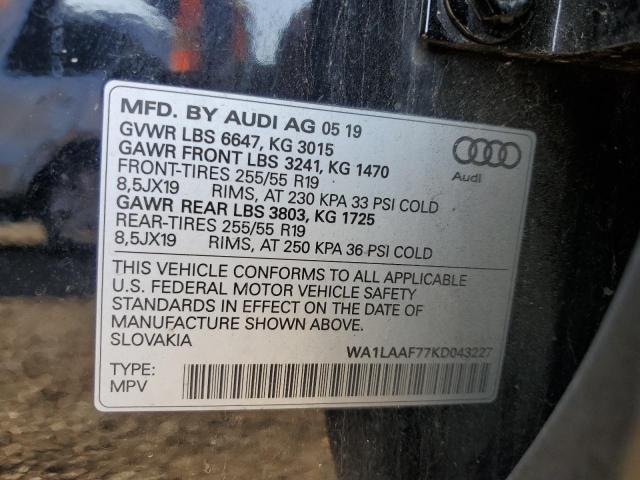 MFD. BY AUDI AG 05 19
GVWR LBS 6647, KG 3015
GAWR FRONT LBS 3241, KG 1470
FRONT-TIRES 255/55 R19
8,5JX19 RIMS, AT 230 KPA 33 PSI COLD
GAWR REAR LBS 3803, KG 1725
REAR-TIRES 255/55 R19
8,5JX19 RIMS, AT 250 KPA 36 PSI COLD
Audi
THIS VEHICLE CONFORMS TO ALL APPLICABLE
U.S. FEDERAL MOTOR VEHICLE SAFETY
STANDARDS IN EFFECT ON THE DATE OF
MANUFACTURE SHOWN ABOVE.
SLOVAKIA
WA1LAAF77KD043227
TYPE:
MPV